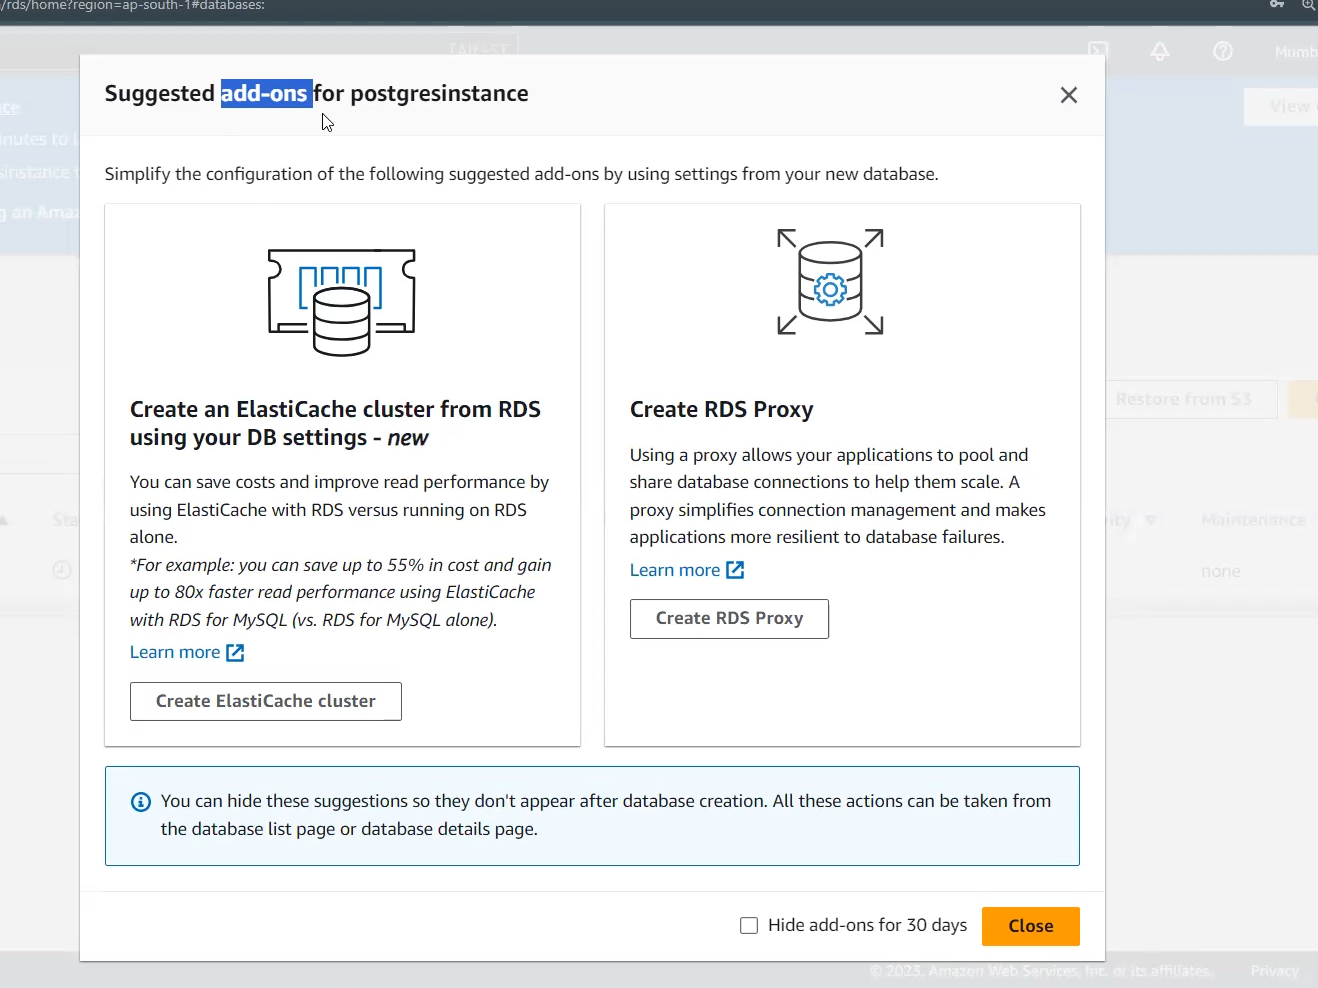 /rds/home?region=ap-south-1#databases:
[Alt+S]
Suggested add-ons for postgresinstance
View
Simplify the configuration of the following suggested add-ons by using settings from your new database.
Create an ElastiCache cluster from RDS
using your DB settings - new
You can save costs and improve read performance by
using ElastiCache with RDS versus running on RDS
alone.
*For example: you can save up to 55% in cost and gain
up to 80x faster read performance using ElastiCache
with RDS for MySQL (vs. RDS for MySQL alone).
Learn more
Create ElastiCache cluster
Create RDS Proxy
Using a proxy allows your applications to pool and
share database connections to help them scale. A
proxy simplifies connection management and makes
applications more resilient to database failures.
Learn more
Create RDS Proxy
Restore from S3
Maintenance
none
You can hide these suggestions so they don't appear after database creation. All these actions can be taken from
the database list page or database details page.
Hide add-ons for 30 days
Close
© 2023, Amazon Web Services, Inc. or its affiliates.
Privacy